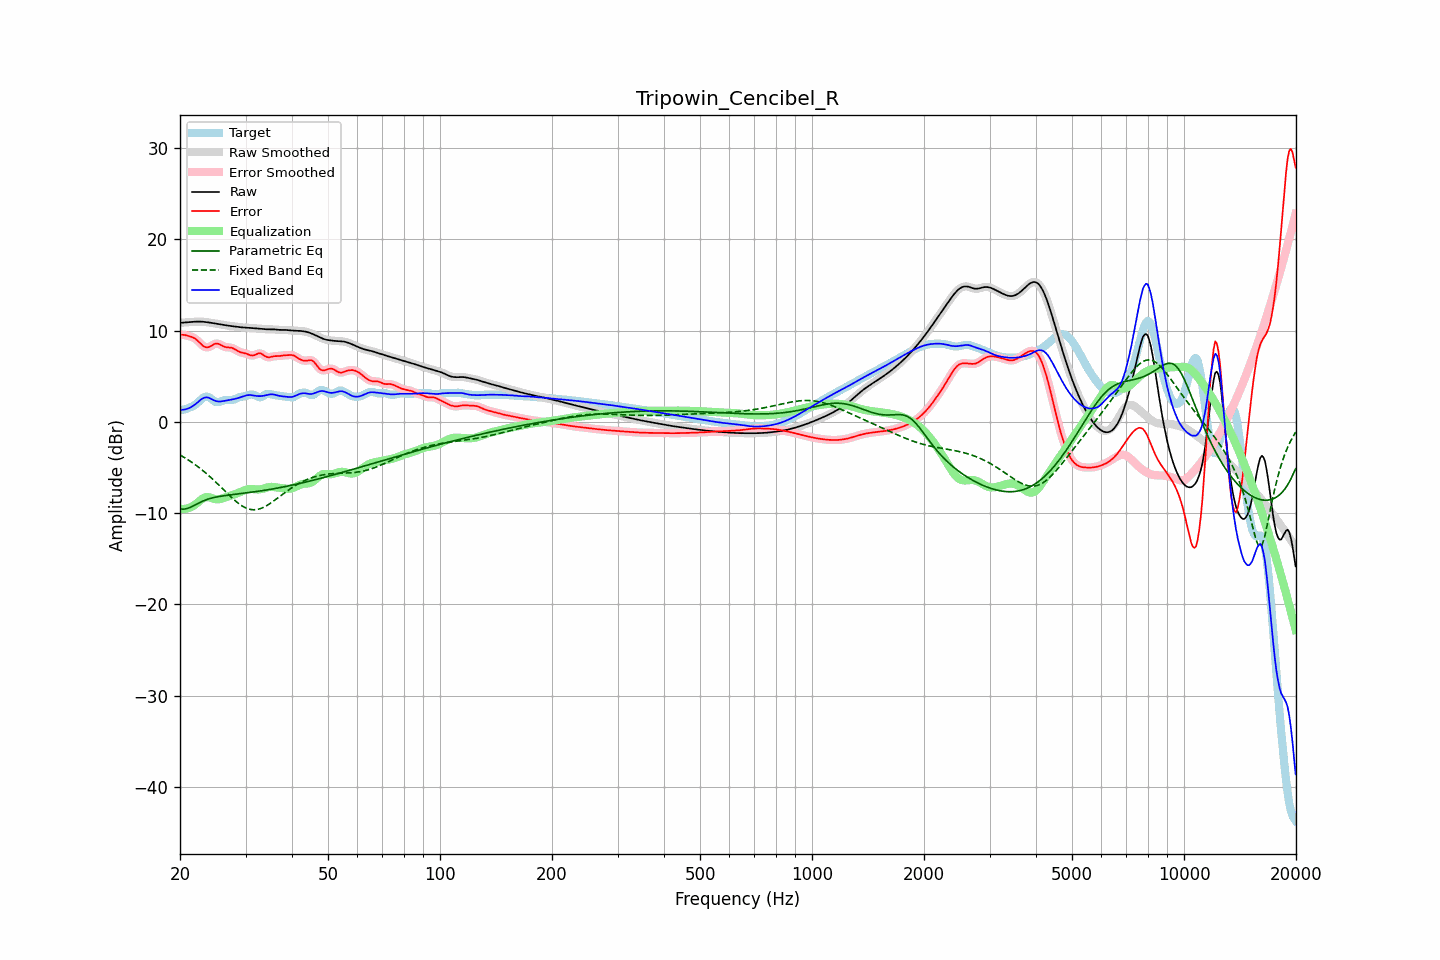 Tripowin_Cencibel_R
Target
Raw Smoothed
Error Smoothed
Raw
Error
Equalization
Parametric Eq
Fixed Band Eq
Equalized
30
20
10
0
−10
−20
−30
−40
Amplitude (dBr)
20 50 100 200 500 1000 2000 5000 10000 20000
Frequency (Hz)